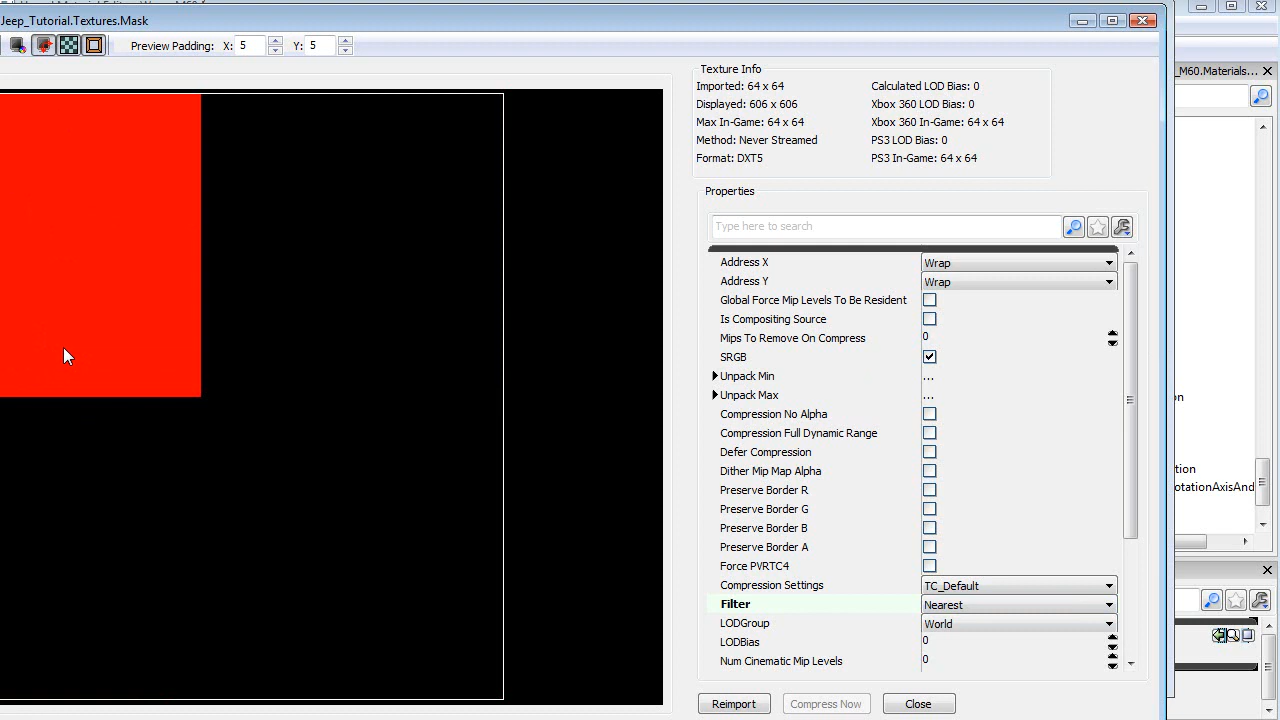 Jeep_Tutorial.Textures.Mask
Preview Padding: X: 5 Y: 5
_M60.Materials...
Texture Info
Imported: 64 x 64 Calculated LOD Bias: 0
Displayed: 606 x 606 Xbox 360 LOD Bias: 0
Max In-Game: 64 x 64 Xbox 360 In-Game: 64 x 64
Method: Never Streamed PS3 LOD Bias: 0
Format: DXT5 PS3 In-Game: 64 x 64
Properties
Type here to search
Address X Wrap
Address Y Wrap
Global Force Mip Levels To Be Resident
Is Compositing Source
Mips To Remove On Compress 0
SRGB
Unpack Min ...
Unpack Max ...
Compression No Alpha
on
Compression Full Dynamic Range
Defer Compression
Dither Mip Map Alpha
tion
Preserve Border R
otationAxisAnd
Preserve Border G
Preserve Border B
Preserve Border A
Force PVRTC4
Compression Settings TC_Default
Filter Nearest
LODGroup World
LODBias 0
Num Cinematic Mip Levels 0
Reimport Compress Now Close